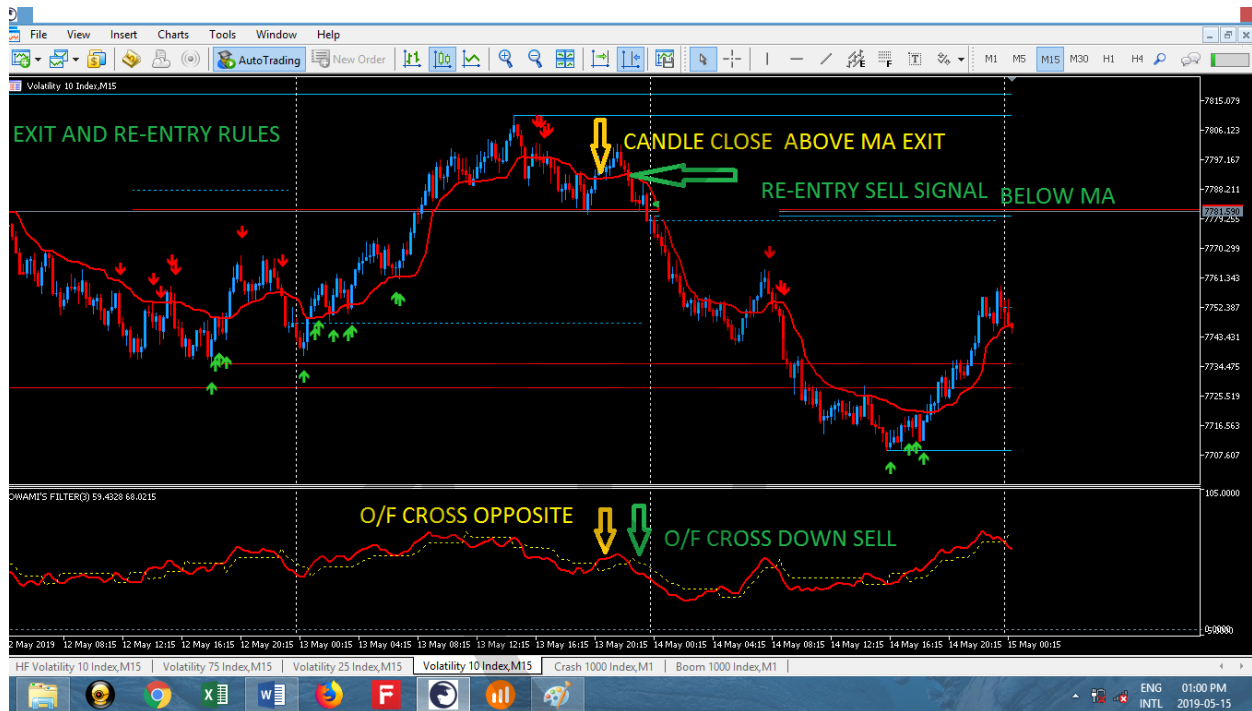 File View Insert Charts Tools Window Help
AutoTrading New Order M1 M5 M15 M30 H1 H4
Volatility 10 Index,M15
7815.079
EXIT AND RE-ENTRY RULES
7806.123
CANDLE CLOSE ABOVE MA EXIT
7797.167
RE-ENTRY SELL SIGNAL BELOW MA
7788.211
7781.590
7779.255
7770.299
7761.343
7752.387
7743.431
7734.475
7725.519
7716.563
7707.607
OWAMI'S FILTER(3) 59.4328 68.0215
105.0000
O/F CROSS OPPOSITE
O/F CROSS DOWN SELL
2 May 2019 12 May 08:15 12 May 12:15 12 May 16:15 12 May 20:15 13 May 00:15 13 May 04:15 13 May 08:15 13 May 12:15 13 May 16:15 13 May 20:15 14 May 00:15 14 May 04:15 14 May 08:15 14 May 12:15 14 May 16:15 14 May 20:15 15 May 00:15
HF Volatility 10 Index,M15 Volatility 75 Index,M15 Volatility 25 Index,M15 Volatility 10 Index,M15 Crash 1000 Index,M1 Boom 1000 Index,M1
ENG 01:00 PM
INTL 2019-05-15